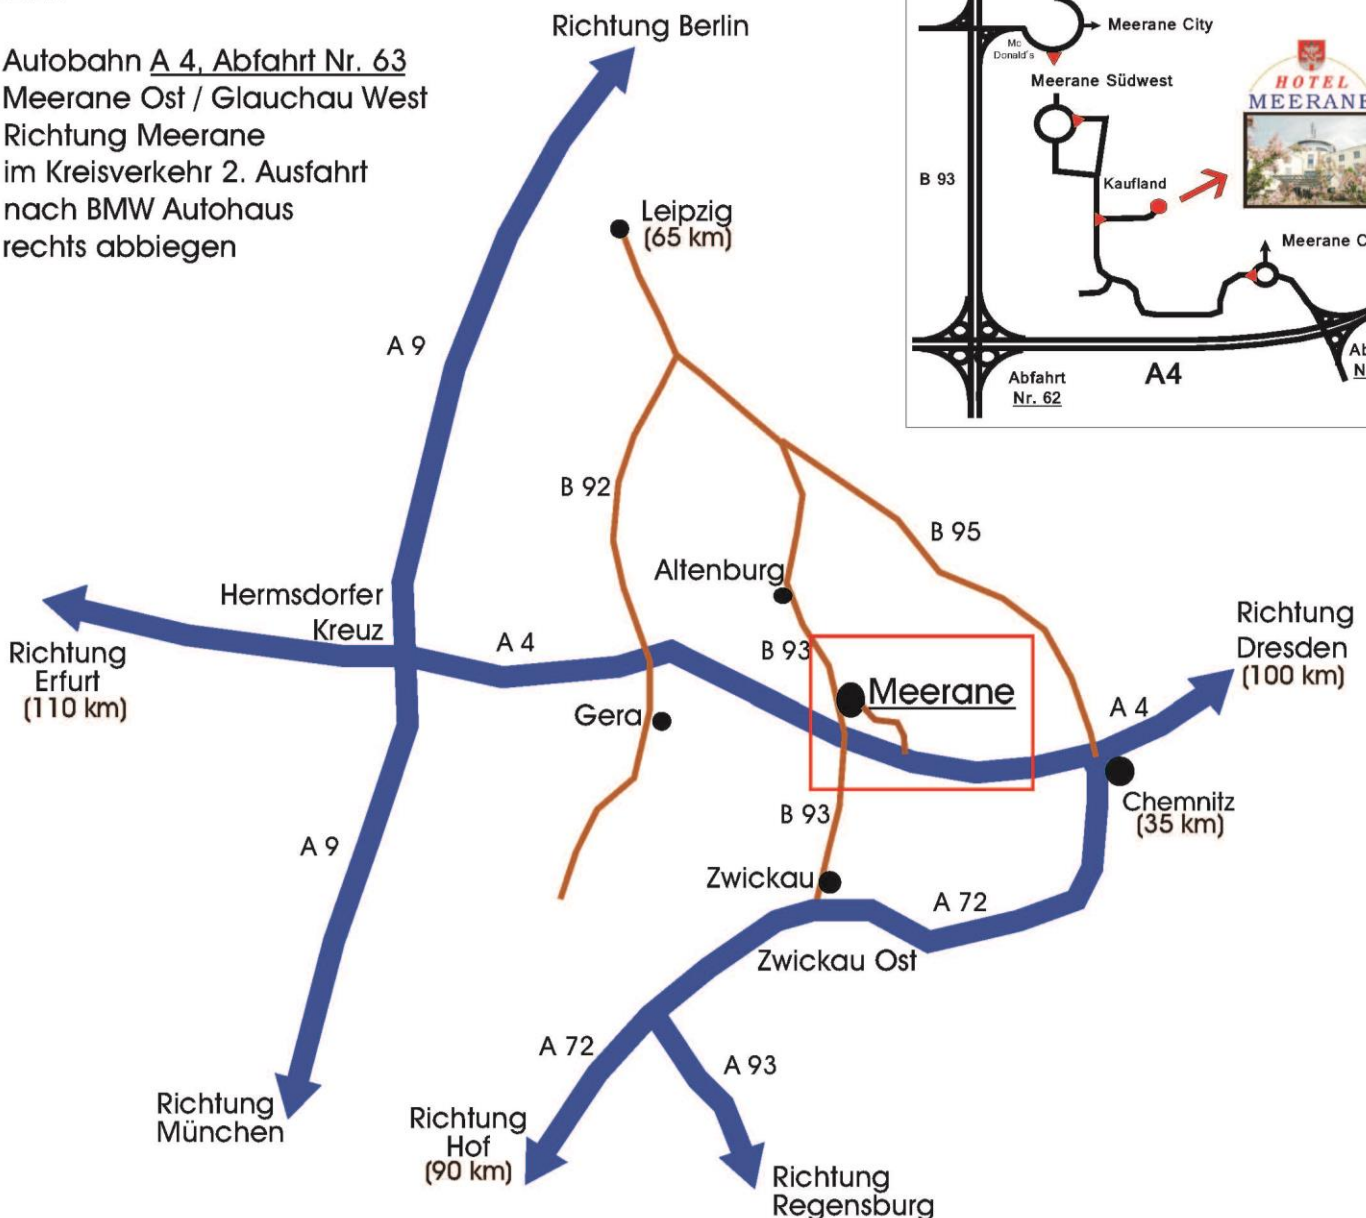 Autobahn A 4, Abfahrt Nr. 63
Meerane Ost / Glauchau West
Richtung Meerane
im Kreisverkehr 2. Ausfahrt
nach BMW Autohaus
rechts abbiegen
Richtung Berlin
B 93
Mc
Donald's
Meerane City
Meerane Südwest
HOTEL
MEERANE
B 93
Kaufland
Meerane C
Abfahrt
Nr. 62
A4
Ab
N
Leipzig
(65 km)
A 9
B 92
B 95
Altenburg
Hermsdorfer
Kreuz
A 4
B 93
Meerane
Richtung
Erfurt
(110 km)
Gera
Richtung
Dresden
(100 km)
A 4
Chemnitz
(35 km)
B 93
A 9
Zwickau
A 72
Zwickau Ost
A 72
A 93
Richtung
München
Richtung
Hof
(90 km)
Richtung
Regensburg